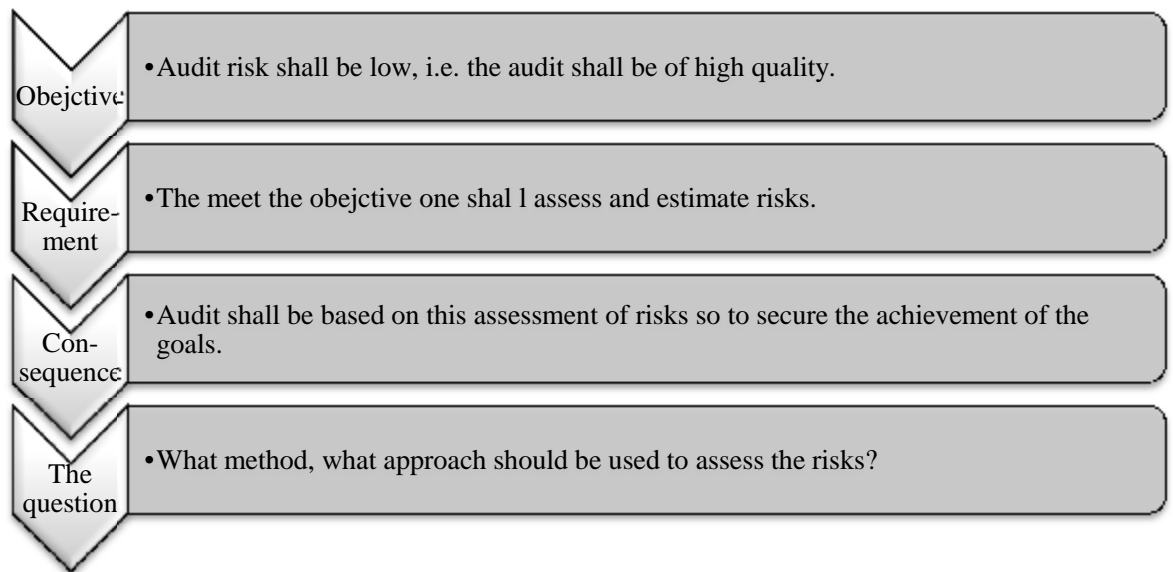 Obejctive
•Audit risk shall be low, i.e. the audit shall be of high quality.
Require-
ment
•The meet the obejctive one shal l assess and estimate risks.
Con-
sequence
•Audit shall be based on this assessment of risks so to secure the achievement of the
goals.
The
question
•What method, what approach should be used to assess the risks?